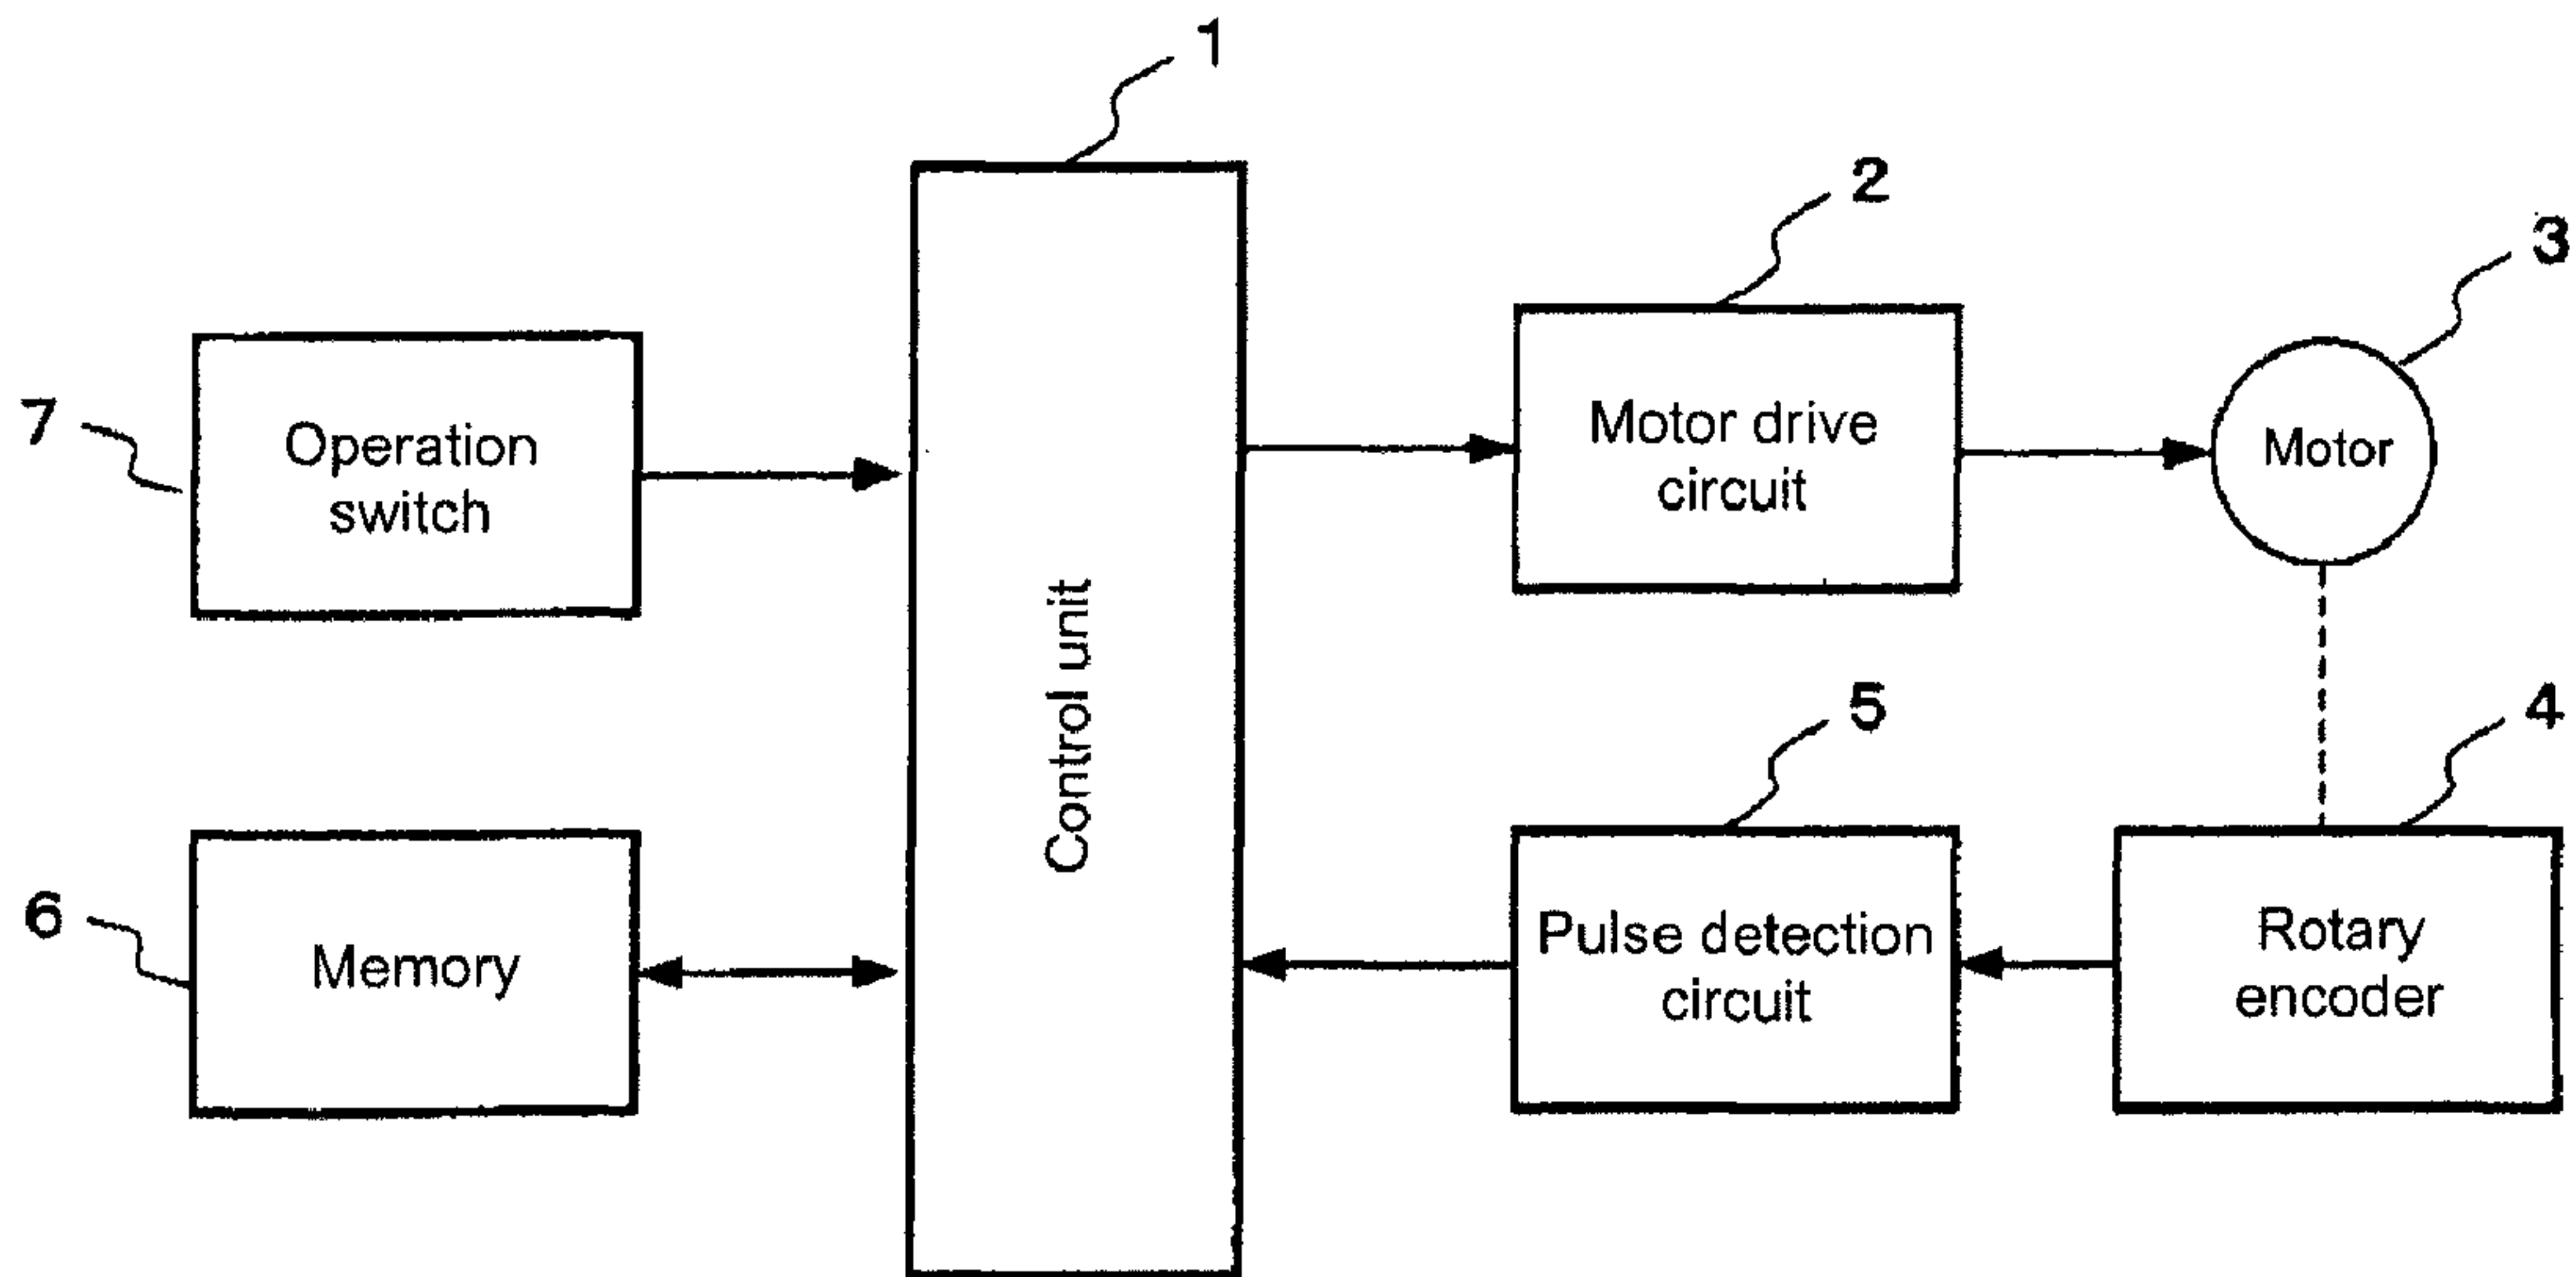 1
2
3
7
Operation
switch
Motor drive
circuit
Motor
Control unit
5
4
6
Memory
Pulse detection
circuit
Rotary
encoder